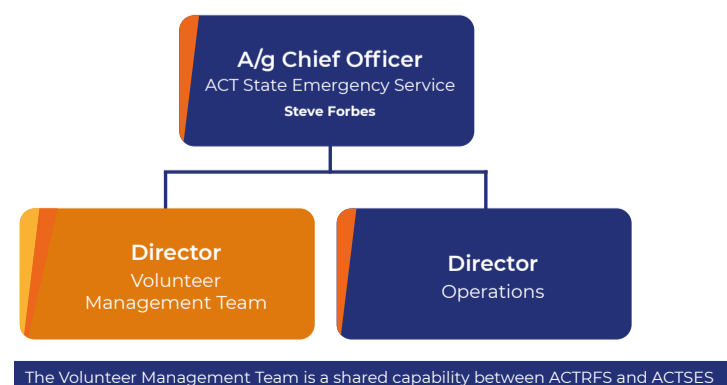 A/g Chief Officer
ACT State Emergency Service
Steve Forbes
Director
Volunteer
Management Team
Director
Operations
The Volunteer Management Team is a shared capability between ACTRFS and ACTSES